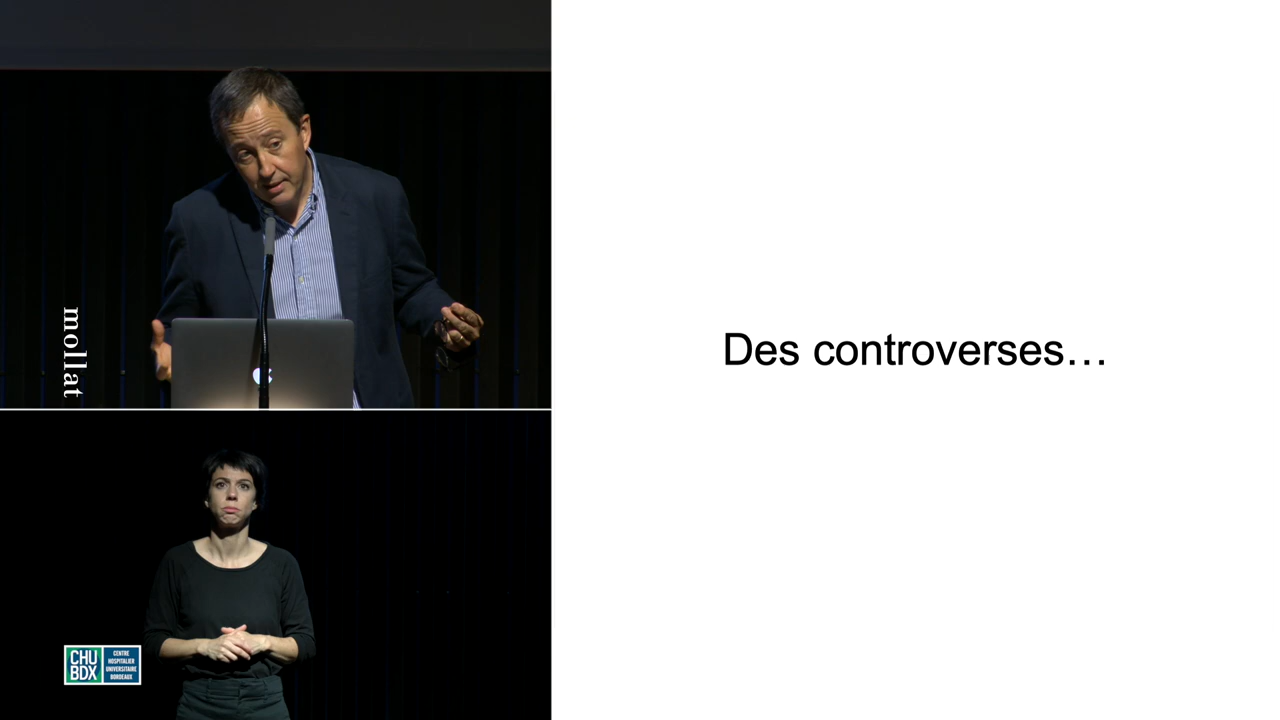 mollat
Des controverses…
CHU
BDX
CENTRE
HOSPITALIER
UNIVERSITAIRE
BORDEAUX